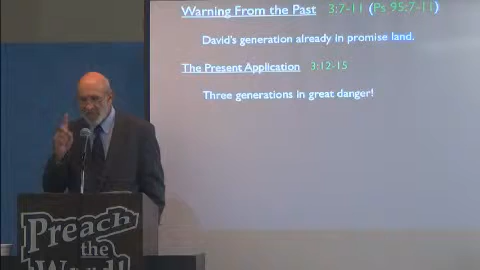 Warning From the Past 3:7-11 (Ps 95:7-11)
David's generation already in promise land.
The Present Application 3:12-15
Three generations in great danger!
Preach
the
Word!